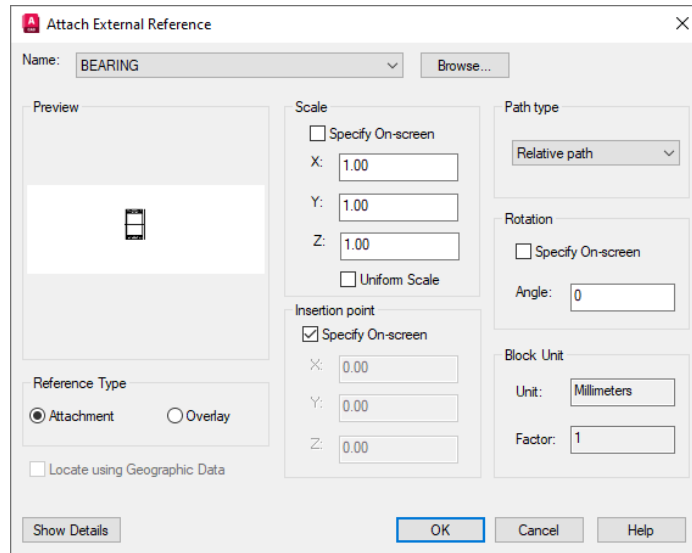 Attach External Reference
Name: BEARING Browse...
Preview
Scale
Specify On-screen
X: 1.00
Y: 1.00
Z: 1.00
Uniform Scale
Path type
Relative path
Rotation
Specify On-screen
Angle: 0
Insertion point
Specify On-screen
X: 0.00
Y: 0.00
Z: 0.00
Block Unit
Unit: Millimeters
Factor: 1
Reference Type
Attachment Overlay
Locate using Geographic Data
Show Details OK Cancel Help